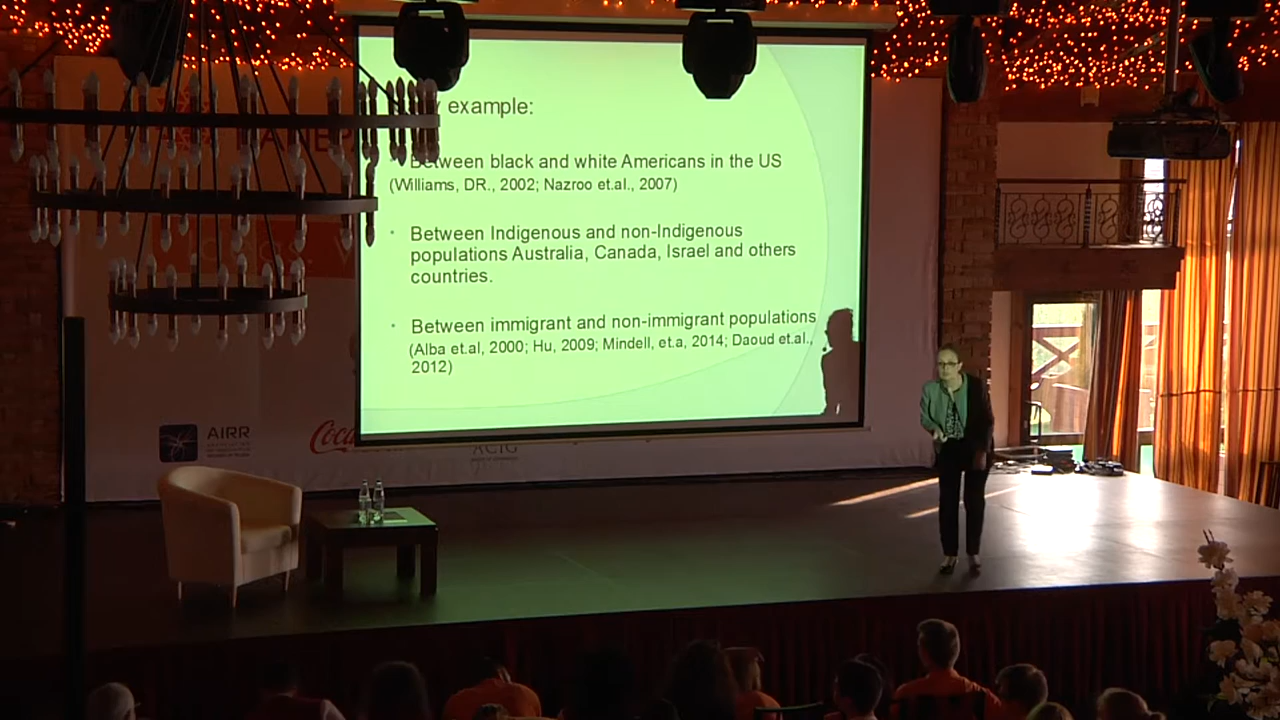 example:
Between black and white Americans in the US
(Williams, DR., 2002; Nazroo et.al., 2007)
Between Indigenous and non-Indigenous
populations Australia, Canada, Israel and others
countries.
Between immigrant and non-immigrant populations
(Alba et.al, 2000; Hu, 2009; Mindell, et.a, 2014; Daoud et.al.,
2012)
AIRR
Coca
ACIG